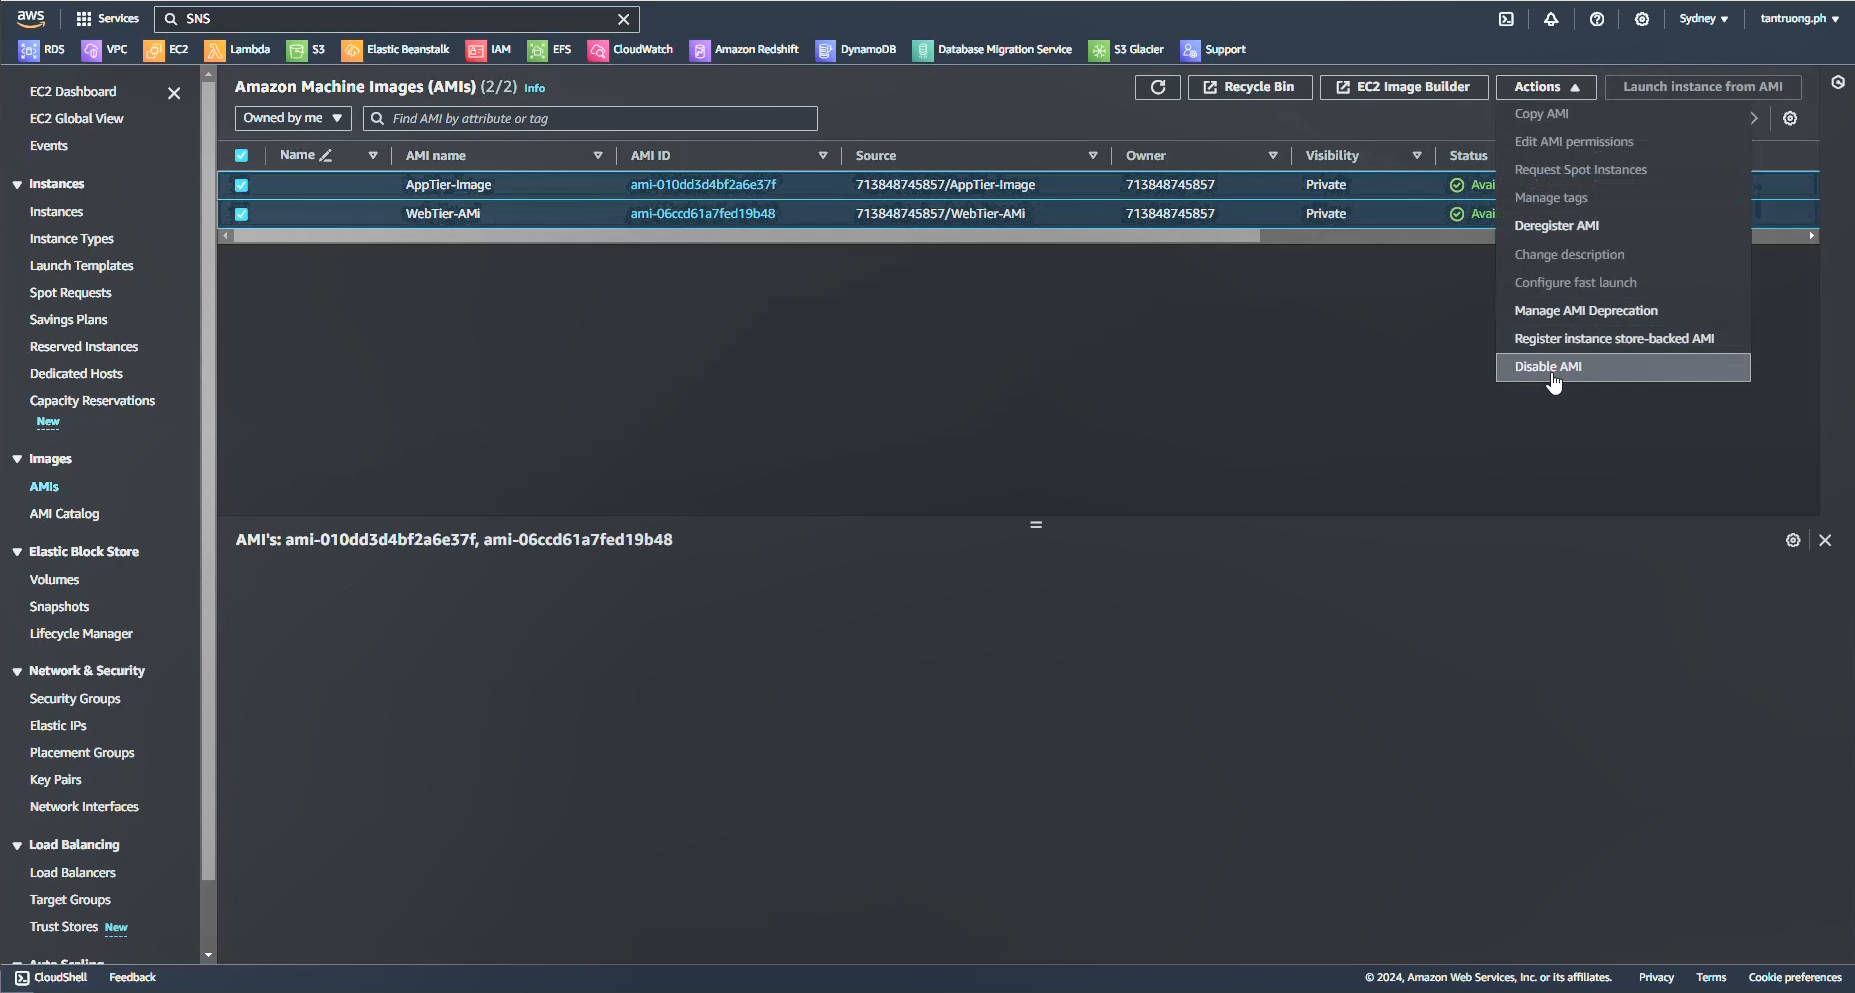 aws Services SNS Sydney tantruong.ph
RDS VPC EC2 Lambda S3 Elastic Beanstalk IAM EFS CloudWatch Amazon Redshift DynamoDB Database Migration Service S3 Glacier Support
EC2 Dashboard
EC2 Global View
Events
Instances
Instances
Instance Types
Launch Templates
Spot Requests
Savings Plans
Reserved Instances
Dedicated Hosts
Capacity Reservations
New
Images
AMIs
AMI Catalog
Elastic Block Store
Volumes
Snapshots
Lifecycle Manager
Network & Security
Security Groups
Elastic IPs
Placement Groups
Key Pairs
Network Interfaces
Load Balancing
Load Balancers
Target Groups
Trust Stores New
Auto Scaling
Amazon Machine Images (AMIs) (2/2) Info
Recycle Bin EC2 Image Builder Actions Launch instance from AMI
Owned by me Find AMI by attribute or tag
Name AMI name AMI ID Source Owner Visibility Status
AppTier-Image ami-010dd3d4bf2a6e37f 713848745857/AppTier-Image 713848745857 Private Avai
WebTier-AMi ami-06ccd61a7fed19b48 713848745857/WebTier-AMi 713848745857 Private Avai
Copy AMI
Edit AMI permissions
Request Spot Instances
Manage tags
Deregister AMI
Change description
Configure fast launch
Manage AMI Deprecation
Register instance store-backed AMI
Disable AMI
AMI's: ami-010dd3d4bf2a6e37f, ami-06ccd61a7fed19b48
CloudShell Feedback © 2024, Amazon Web Services, Inc. or its affiliates. Privacy Terms Cookie preferences